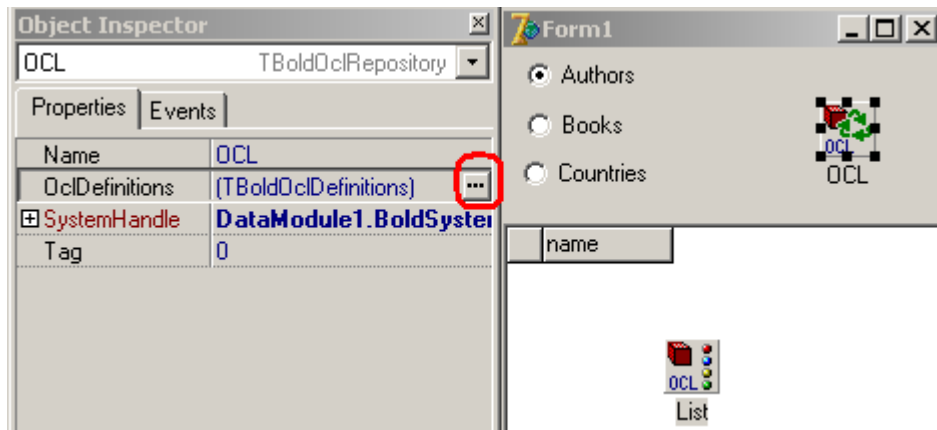 Object Inspector
OCL TBoldOclRepository
Properties Events
Name OCL
OclDefinitions (TBoldOclDefinitions) ...
SystemHandle DataModule1.BoldSyster
Tag 0
Form1
Authors
Books
Countries
OCL
OCL
name
OCL
List